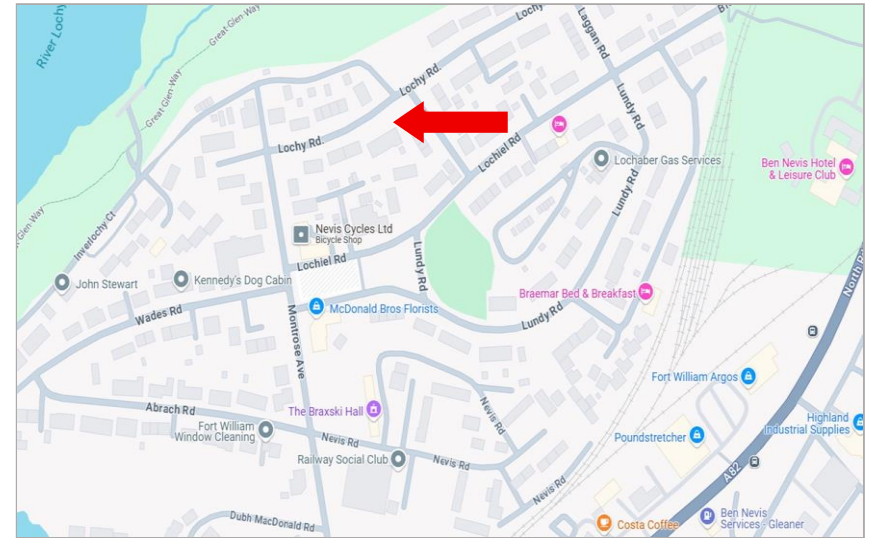 River Lochy
Great Glen Way
Lochy
Laggan Rd
Lochy Rd.
Great Glen Way
Lundy Rd
Lochy Rd.
Lochiel Rd
Lochaber Gas Services
Ben Nevis Hotel
& Leisure Club
Lundy Rd
Glen Way
Inverlochy Ct
Nevis Cycles Ltd
Bicycle Shop
Lochiel Rd
Lundy Rd
John Stewart
Kennedy's Dog Cabin
North
Braemar Bed & Breakfast
McDonald Bros Florists
Wades Rd
Lundy Rd
Montrose Ave
Fort William Argos
Abrach Rd
The Braxski Hall
Nevis Rd
Highland
Industrial Supplies
Fort William
Window Cleaning
Nevis Rd
Poundstretcher
Railway Social Club
Nevis Rd
A82
Nevis Rd
Dubh MacDonald Rd
Costa Coffee
Ben Nevis
Services - Gleaner